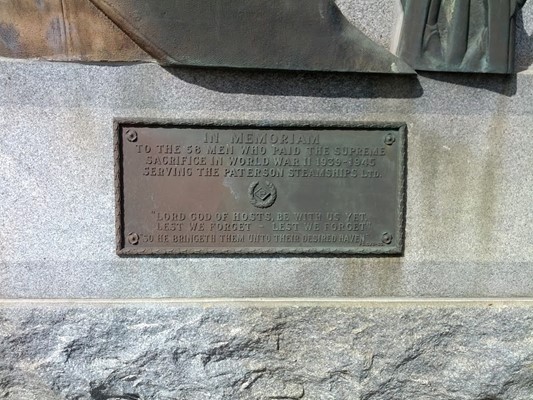 IN MEMORIAM
TO THE 58 MEN WHO PAID THE SUPREME
SACRIFICE IN WORLD WAR II 1939-1945
SERVING THE PATERSON STEAMSHIPS LTD.
"LORD GOD OF HOSTS, BE WITH US YET,
LEST WE FORGET - LEST WE FORGET"
"SO HE BRINGETH THEM UNTO THEIR DESIRED HAVEN"